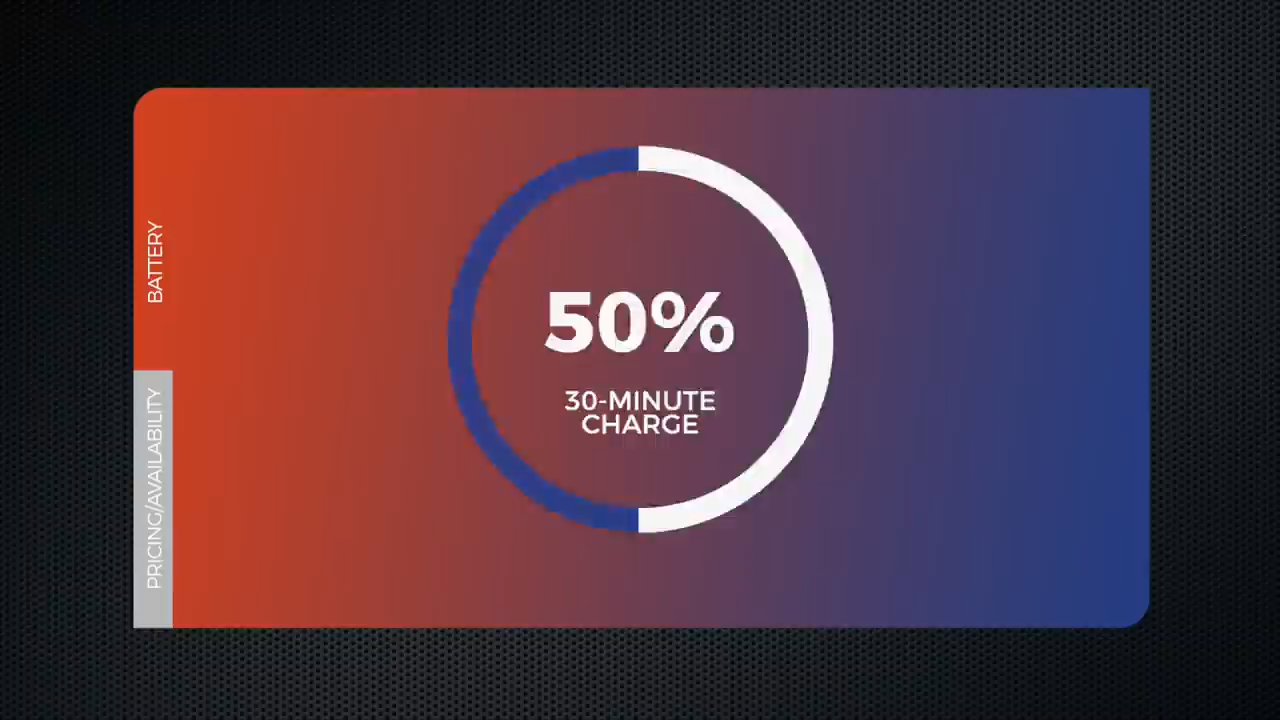 BATTERY
PRICING/AVAILABILITY
50%
30-MINUTE
CHARGE